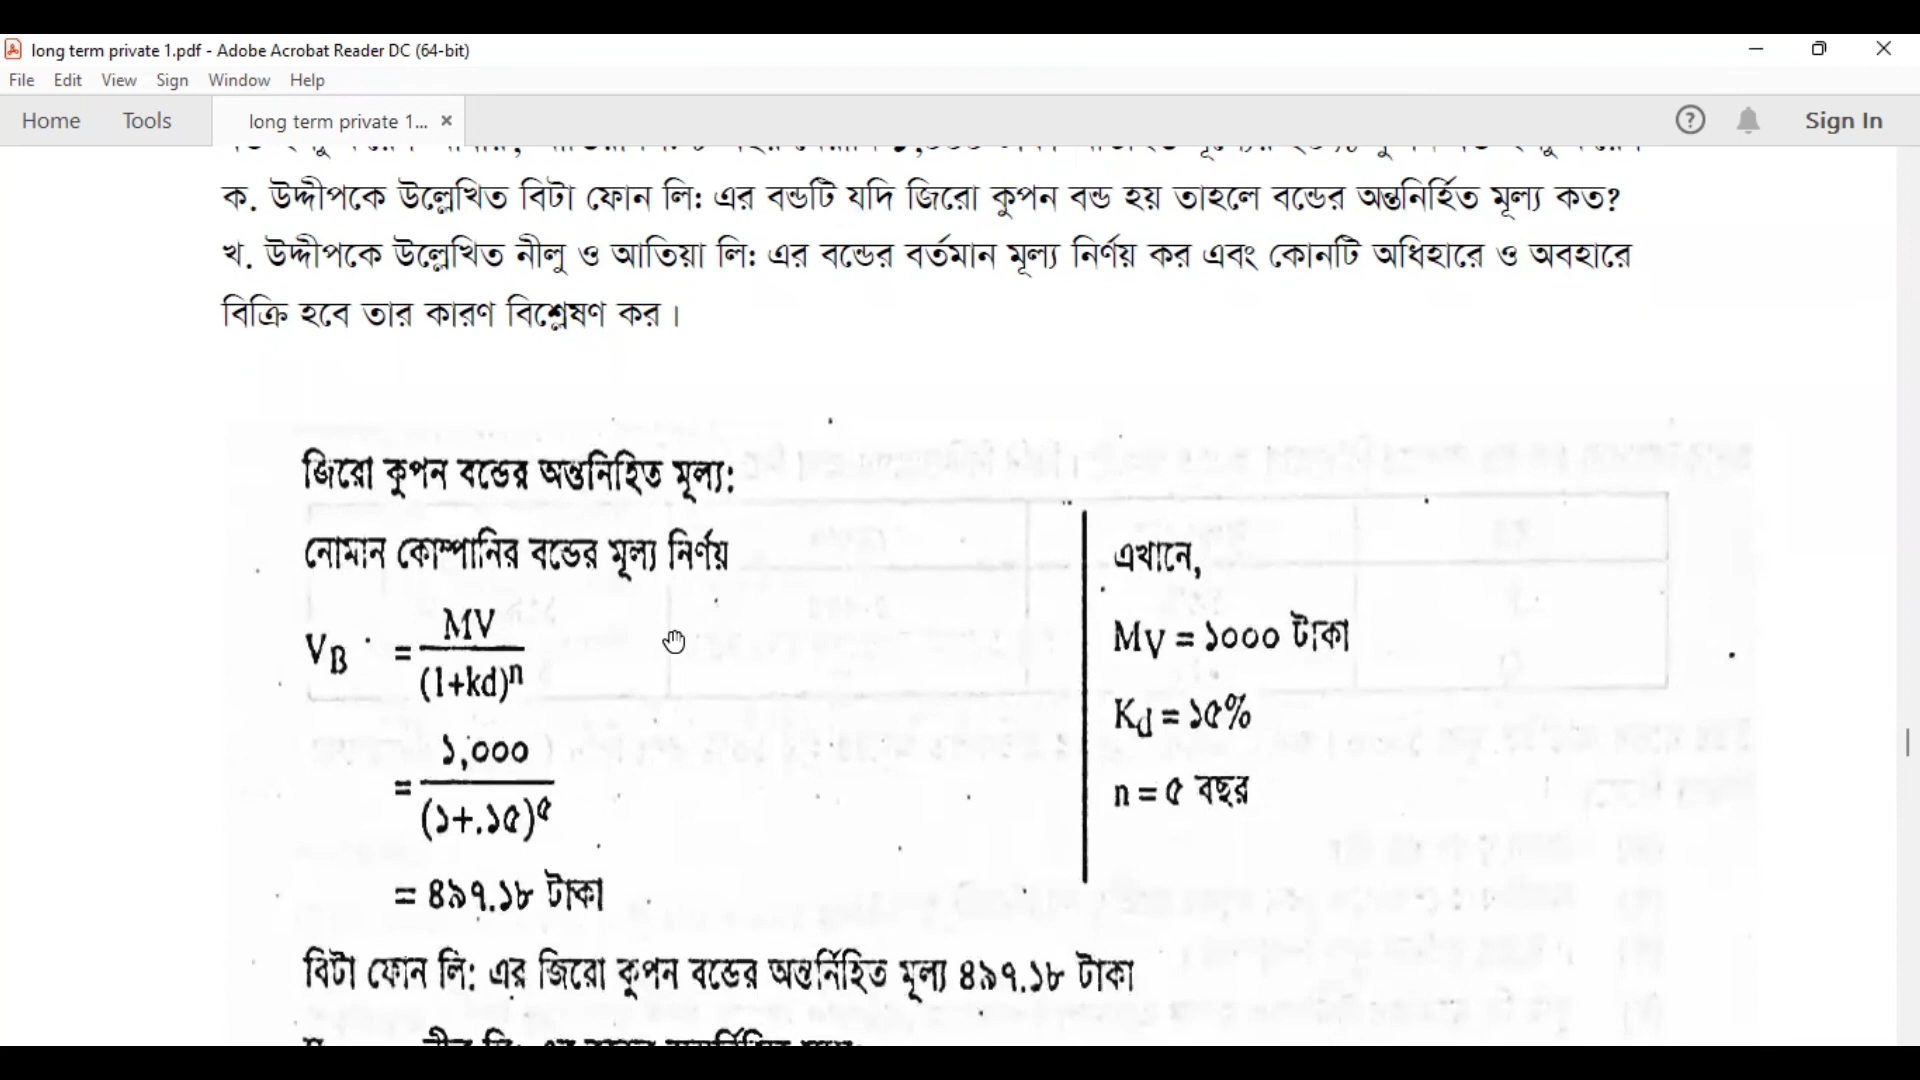 long term private 1.pdf - Adobe Acrobat Reader DC (64-bit)
File Edit View Sign Window Help
Home Tools long term private 1... × Sign In
ক. উদ্দীপকে উল্লেখিত বিটা ফোন লি: এর বন্ডটি যদি জিরো কুপন বন্ড হয় তাহলে বন্ডের অন্তনির্হিত মূল্য কত?
খ. উদ্দীপকে উল্লেখিত নীলু ও আতিয়া লি: এর বন্ডের বর্তমান মূল্য নির্ণয় কর এবং কোনটি অধিহারে ও অবহারে
বিক্রি হবে তার কারণ বিশ্লেষণ কর।
জিরো কুপন বন্ডের অন্তনিহিত মূল্য:
নোমান কোম্পানির বন্ডের মূল্য নির্ণয়
V_B = MV / (1+kd)^n
= ১,০০০ / (১+.১৫)^৫
= ৪৯৭.১৮ টাকা
এখানে,
MV = ১০০০ টাকা
K_d = ১৫%
n = ৫ বছর
বিটা ফোন লি: এর জিরো কুপন বন্ডের অন্তর্নিহিত মূল্য ৪৯৭.১৮ টাকা